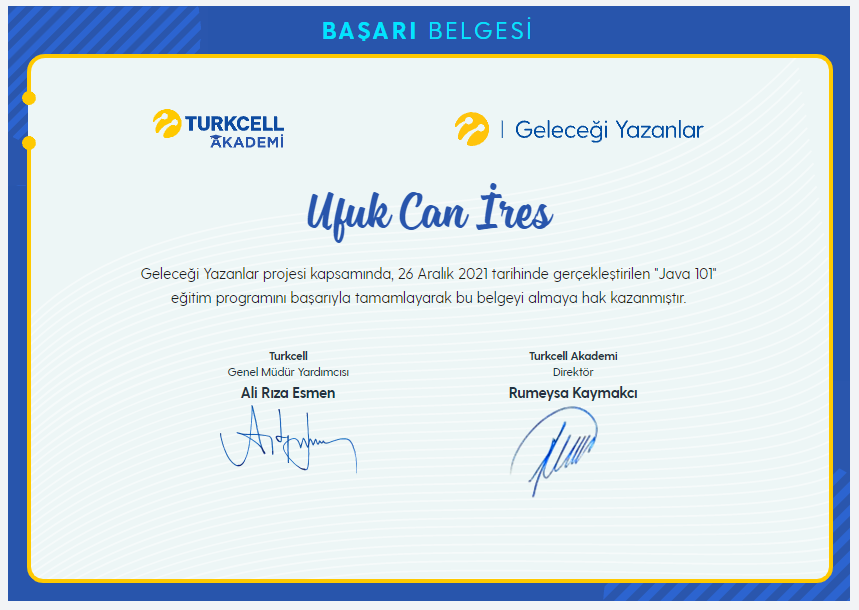 BAŞARI BELGESİ
TURKCELL
AKADEMİ
Geleceği Yazanlar
Ufuk Can İres
Geleceği Yazanlar projesi kapsamında, 26 Aralık 2021 tarihinde gerçekleştirilen "Java 101"
eğitim programını başarıyla tamamlayarak bu belgeyi almaya hak kazanmıştır.
Turkcell
Genel Müdür Yardımcısı
Ali Rıza Esmen
Turkcell Akademi
Direktör
Rumeysa Kaymakcı